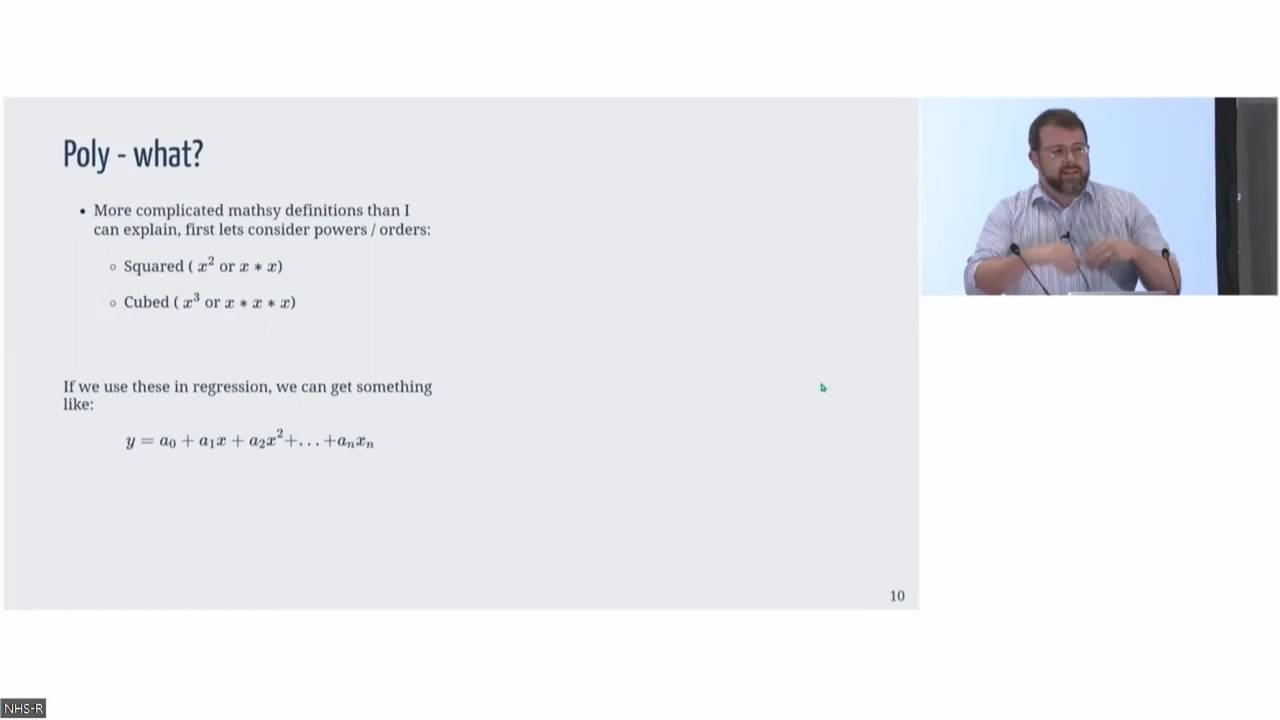 Poly - what?
• More complicated mathsy definitions than I
can explain, first lets consider powers / orders:
◦ Squared ( x² or x ∗ x)
◦ Cubed ( x³ or x ∗ x ∗ x)
If we use these in regression, we can get something
like:
y = a₀ + a₁x + a₂x²+. . . +aₙxₙ
10
NHS-R